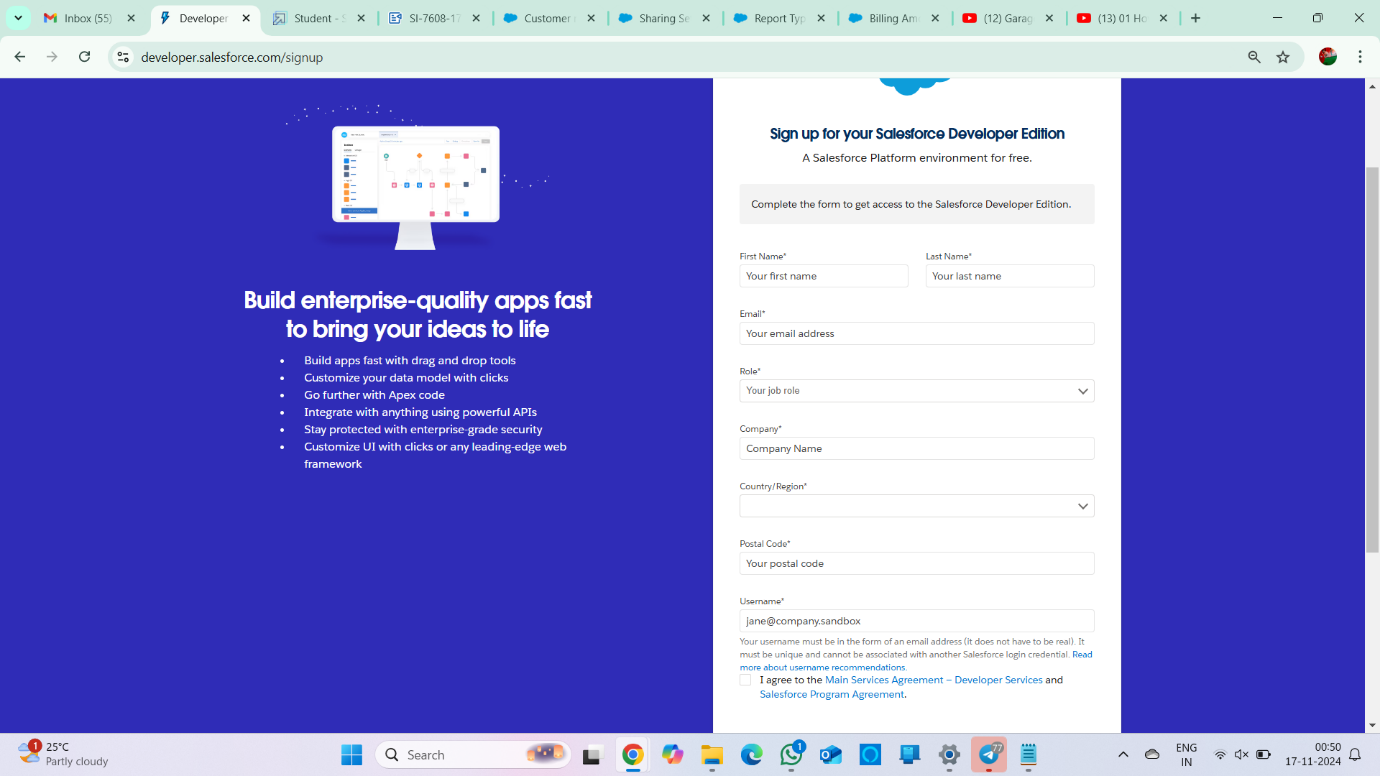 Inbox (55)
Developer
Student - S
SI-7608-17
Customer
Sharing Se
Report Typ
Billing Am
(12) Garag
(13) 01 Ho
developer.salesforce.com/signup
Build enterprise-quality apps fast
to bring your ideas to life
• Build apps fast with drag and drop tools
• Customize your data model with clicks
• Go further with Apex code
• Integrate with anything using powerful APIs
• Stay protected with enterprise-grade security
• Customize UI with clicks or any leading-edge web
framework
Sign up for your Salesforce Developer Edition
A Salesforce Platform environment for free.
Complete the form to get access to the Salesforce Developer Edition.
First Name* Last Name*
Your first name Your last name
Email*
Your email address
Role*
Your job role
Company*
Company Name
Country/Region*
Postal Code*
Your postal code
Username*
jane@company.sandbox
Your username must be in the form of an email address (it does not have to be real). It
must be unique and cannot be associated with another Salesforce login credential. Read
more about username recommendations.
I agree to the Main Services Agreement – Developer Services and
Salesforce Program Agreement.
1
25°C
Partly cloudy
Search
1
77
ENG
IN
00:50
17-11-2024